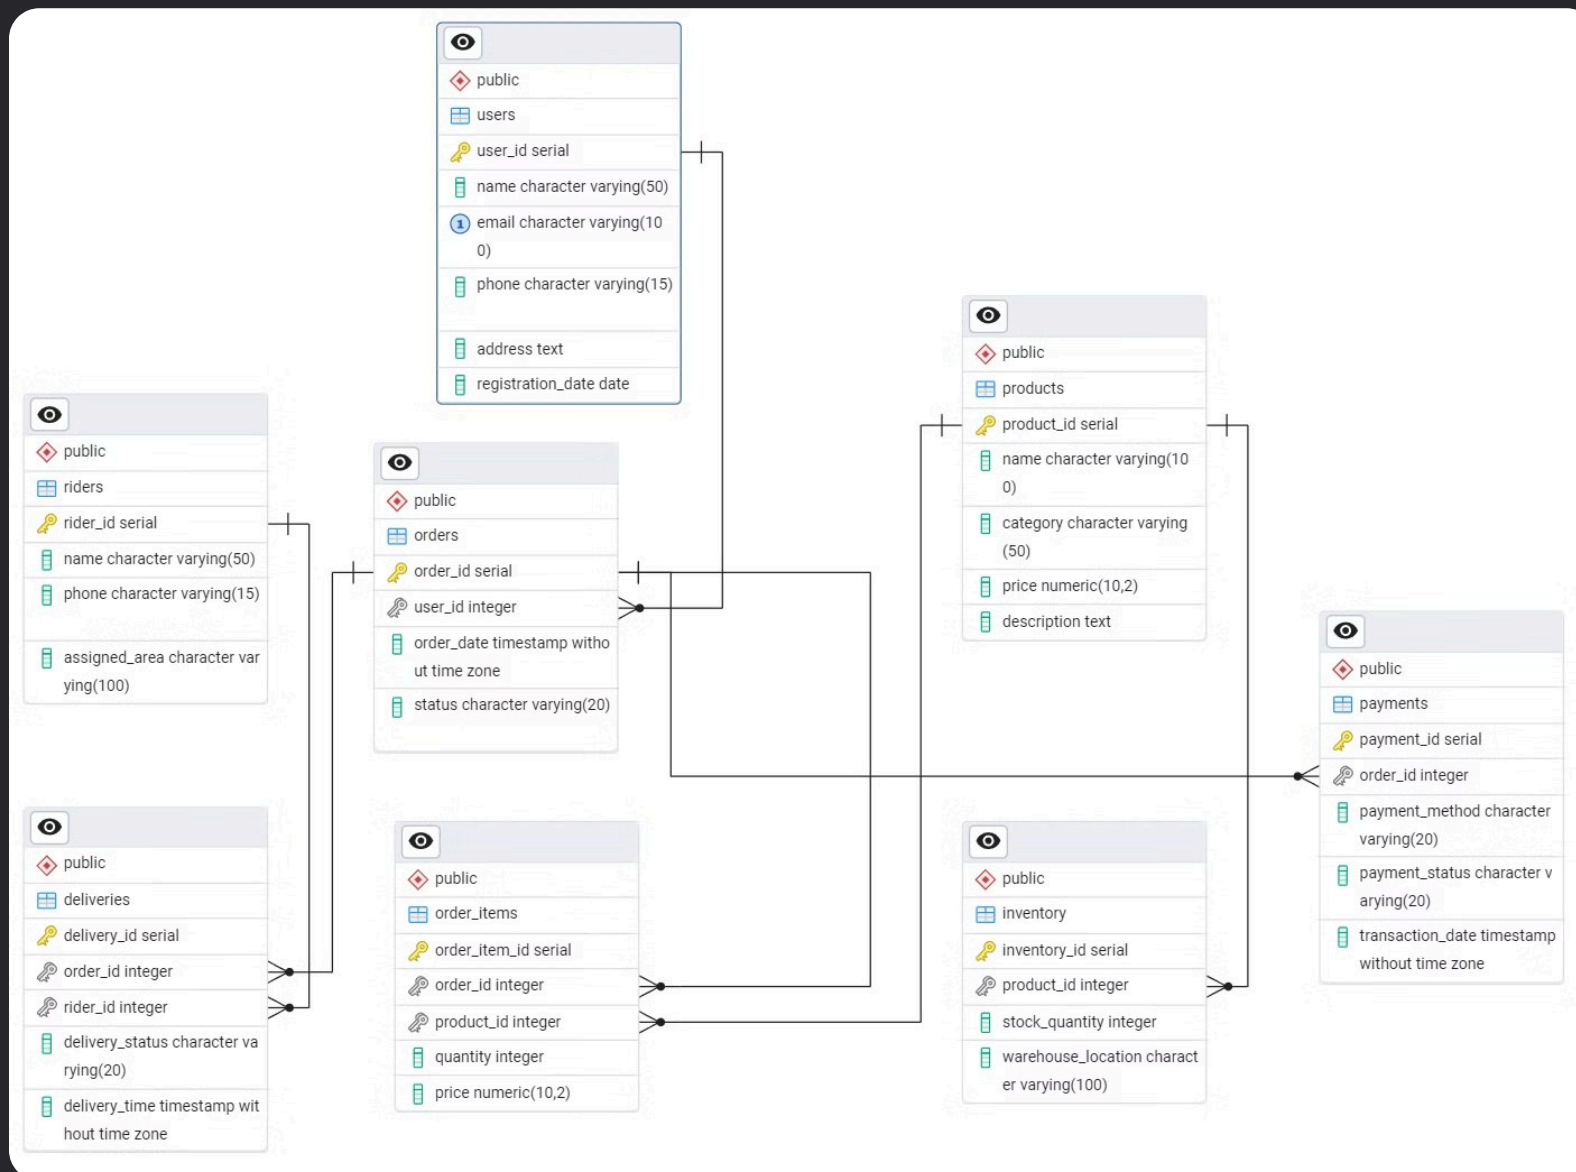 public
users
user_id serial
name character varying(50)
1
email character varying(10
0)
phone character varying(15)
address text
registration_date date
public
riders
rider_id serial
name character varying(50)
phone character varying(15)
assigned_area character var
ying(100)
public
orders
order_id serial
user_id integer
order_date timestamp witho
ut time zone
status character varying(20)
public
products
product_id serial
name character varying(10
0)
category character varying
(50)
price numeric(10,2)
description text
public
payments
payment_id serial
order_id integer
payment_method character
varying(20)
payment_status character v
arying(20)
transaction_date timestamp
without time zone
public
deliveries
delivery_id serial
order_id integer
rider_id integer
delivery_status character va
rying(20)
delivery_time timestamp wit
hout time zone
public
order_items
order_item_id serial
order_id integer
product_id integer
quantity integer
price numeric(10,2)
public
inventory
inventory_id serial
product_id integer
stock_quantity integer
warehouse_location charact
er varying(100)